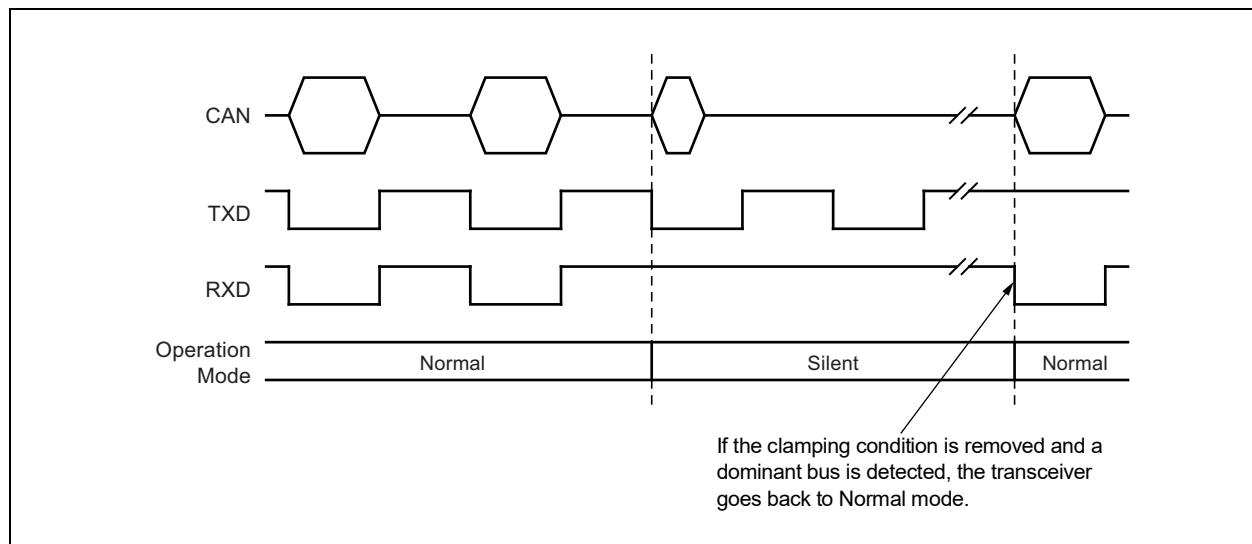 CAN
TXD
RXD
Operation
Mode
Normal
Silent
Normal
If the clamping condition is removed and a
dominant bus is detected, the transceiver
goes back to Normal mode.